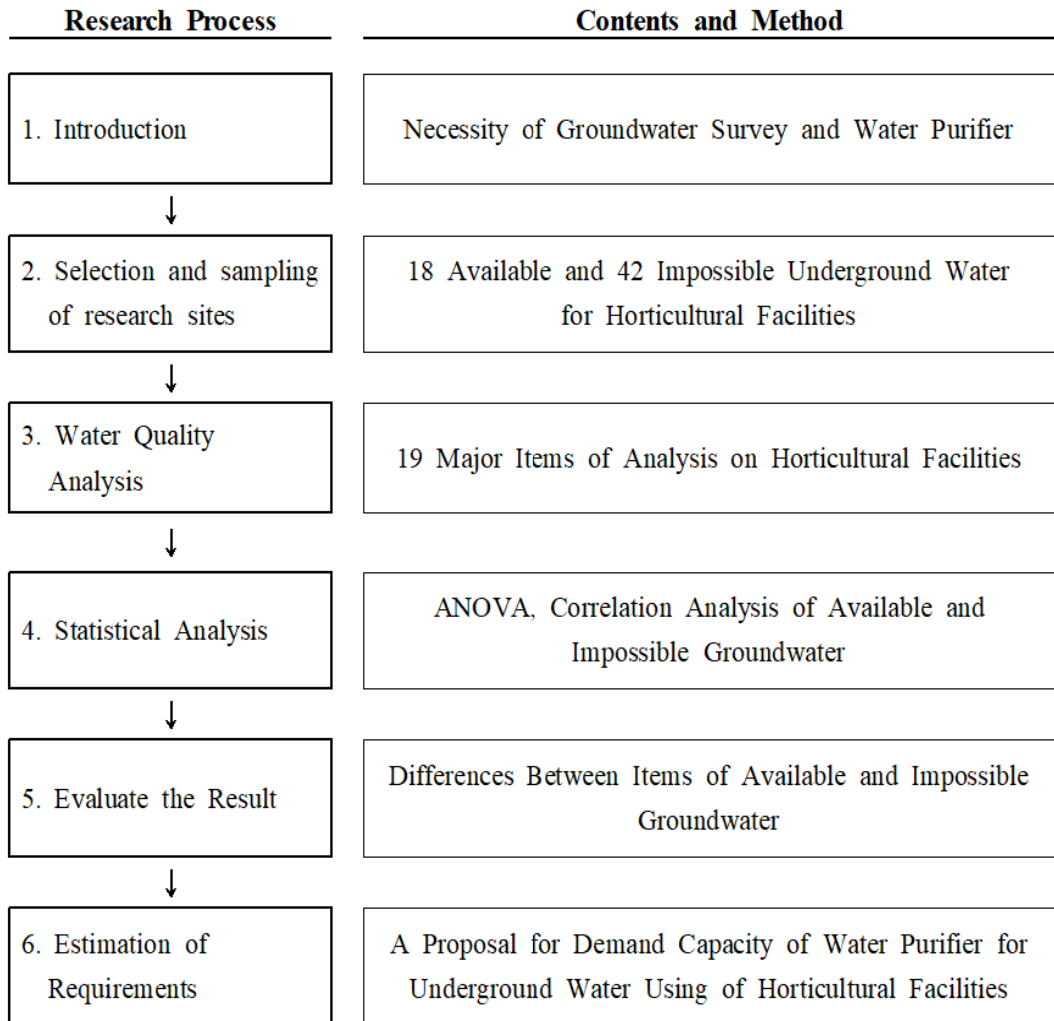 Research Process
Contents and Method
1. Introduction
Necessity of Groundwater Survey and Water Purifier
2. Selection and sampling
of research sites
18 Available and 42 Impossible Underground Water
for Horticultural Facilities
3. Water Quality
Analysis
19 Major Items of Analysis on Horticultural Facilities
4. Statistical Analysis
ANOVA, Correlation Analysis of Available and
Impossible Groundwater
5. Evaluate the Result
Differences Between Items of Available and Impossible
Groundwater
6. Estimation of
Requirements
A Proposal for Demand Capacity of Water Purifier for
Underground Water Using of Horticultural Facilities